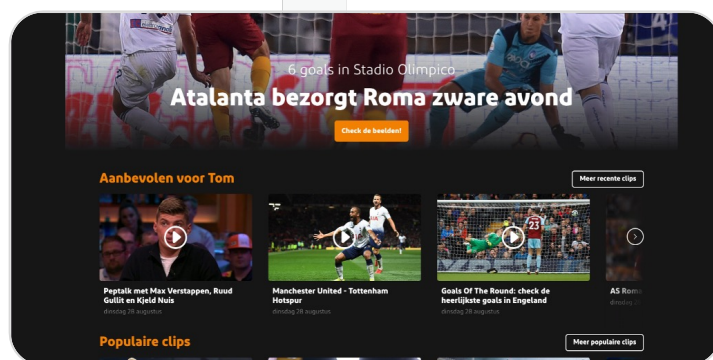 6 goals in Stadio Olimpico
Atalanta bezorgt Roma zware avond
Check de beelden!
Aanbevolen voor Tom
Meer recente clips
Peptalk met Max Verstappen, Ruud
Gullit en Kjeld Nuis
dinsdag 28 augustus
Manchester United - Tottenham
Hotspur
dinsdag 28 augustus
Goals Of The Round: check de
heerlijkste goals in Engeland
dinsdag 28 augustus
23
AS Roma
dinsdag
Populaire clips
Meer populaire clips